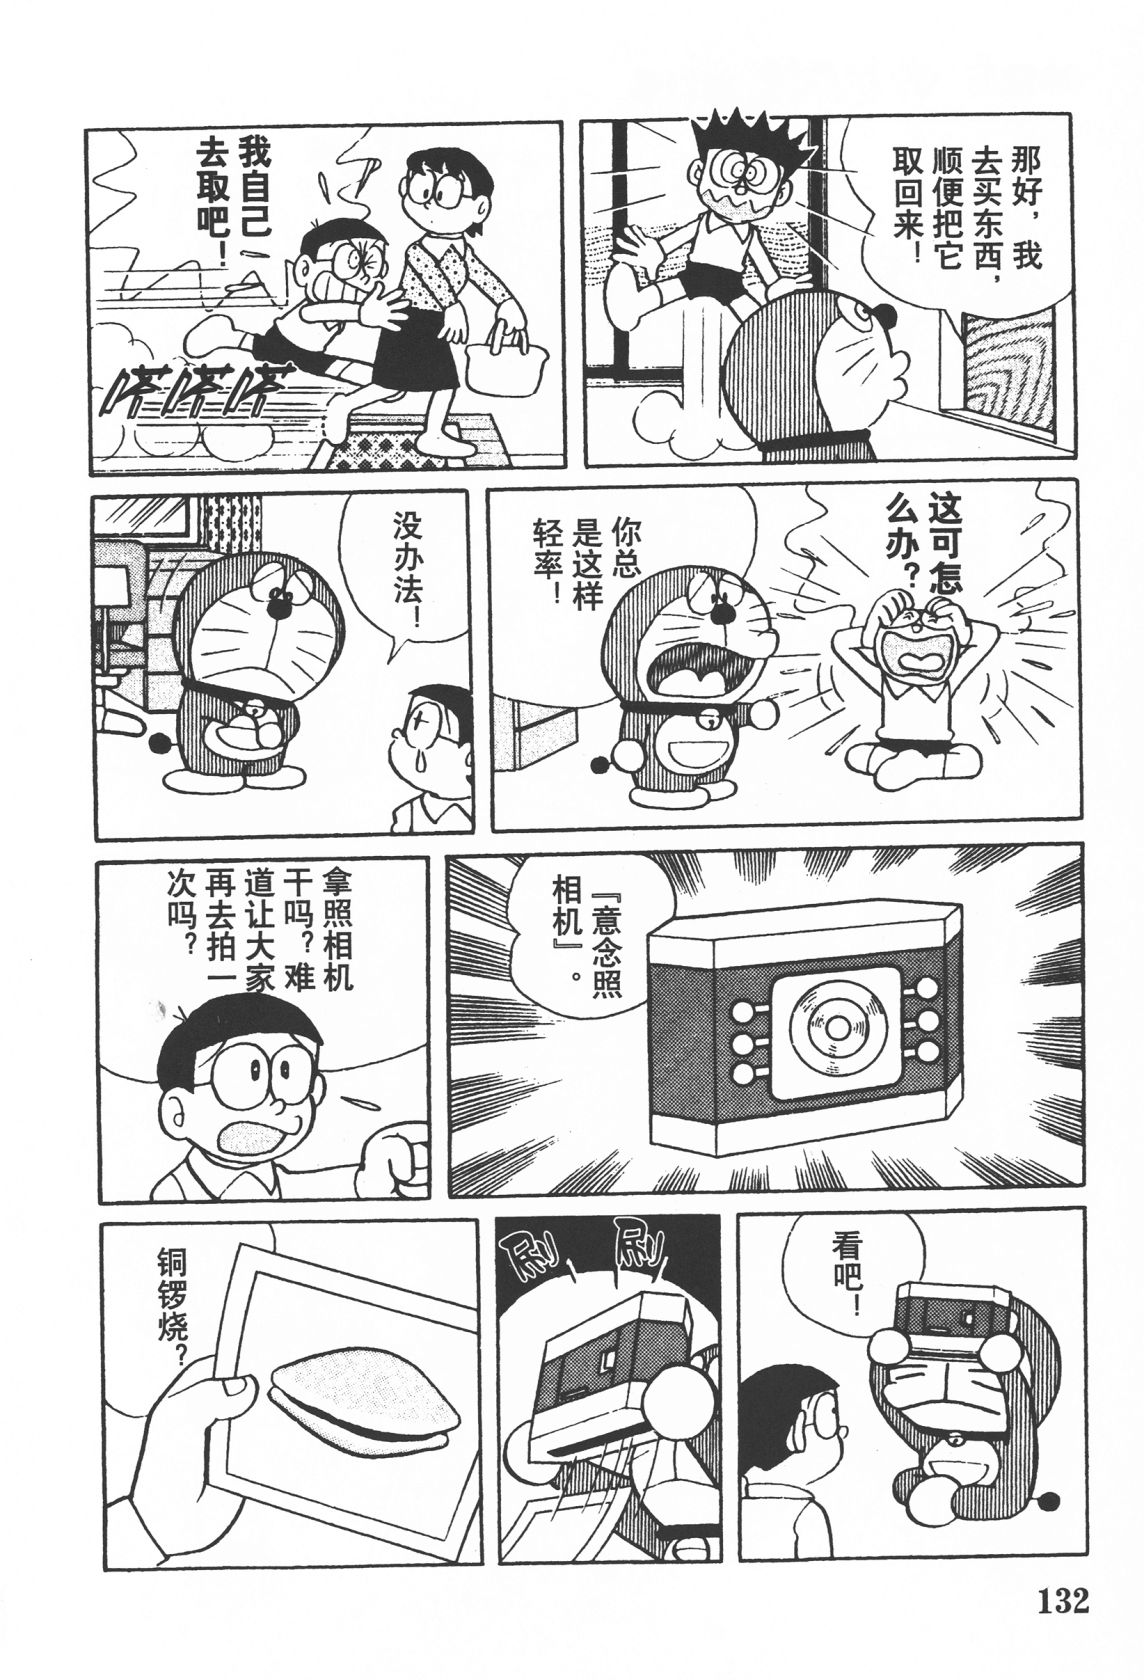 那好，我
去买东西，
顺便把它
取回来！
我自己
去取吧！
嗒嗒嗒
这可怎
么办？
你总
是这样
轻率！
没办法！
『意念照
相机』。
拿照相机
干吗？难
道让大家
再去拍一
次吗？
看吧！
刷
刷
铜锣烧？
132